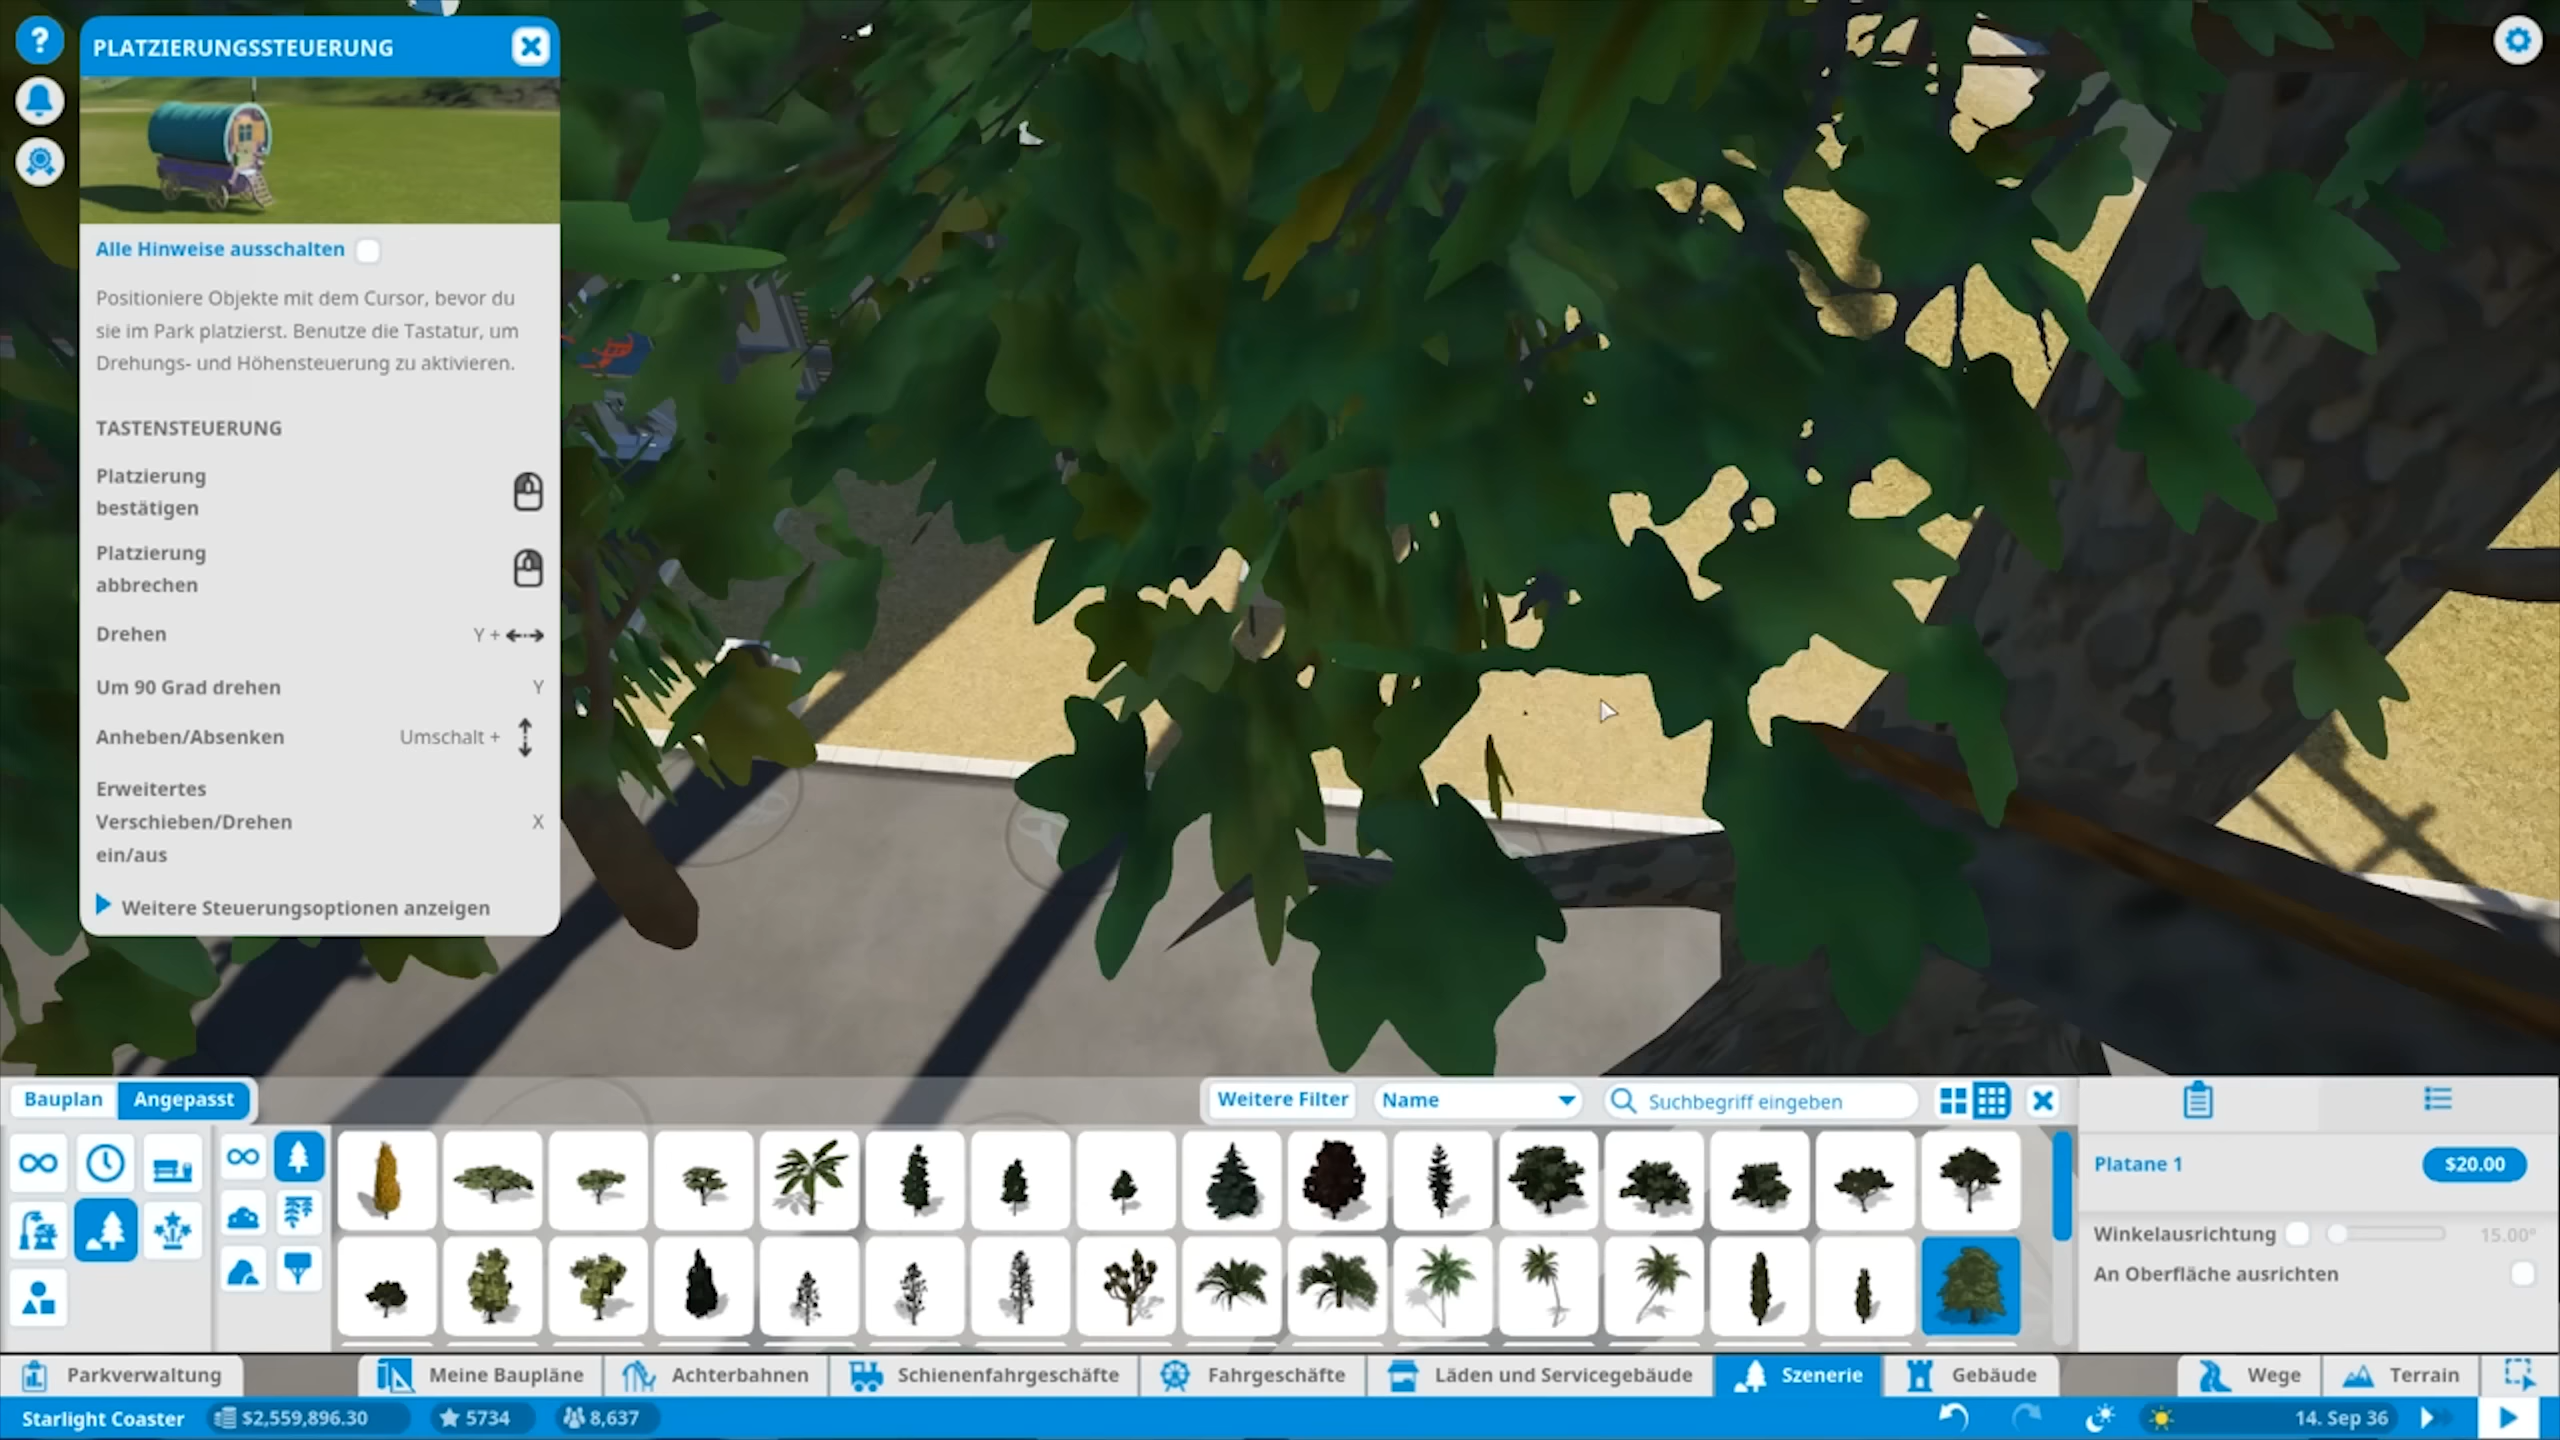 PLATZIERUNGSSTEUERUNG
Alle Hinweise ausschalten
Positioniere Objekte mit dem Cursor, bevor du
sie im Park platzierst. Benutze die Tastatur, um
Drehungs- und Höhensteuerung zu aktivieren.
TASTENSTEUERUNG
Platzierung
bestätigen
Platzierung
abbrechen
Drehen Y +
Um 90 Grad drehen Y
Anheben/Absenken Umschalt +
Erweitertes
Verschieben/Drehen X
ein/aus
Weitere Steuerungsoptionen anzeigen
Bauplan Angepasst
Weitere Filter Name Suchbegriff eingeben
Platane 1 $20.00
Winkelausrichtung 15.00°
An Oberfläche ausrichten
Parkverwaltung Meine Baupläne Achterbahnen Schienenfahrgeschäfte Fahrgeschäfte Läden und Servicegebäude Szenerie Gebäude Wege Terrain
Starlight Coaster $2,559,896.30 5734 8,637 14. Sep 36